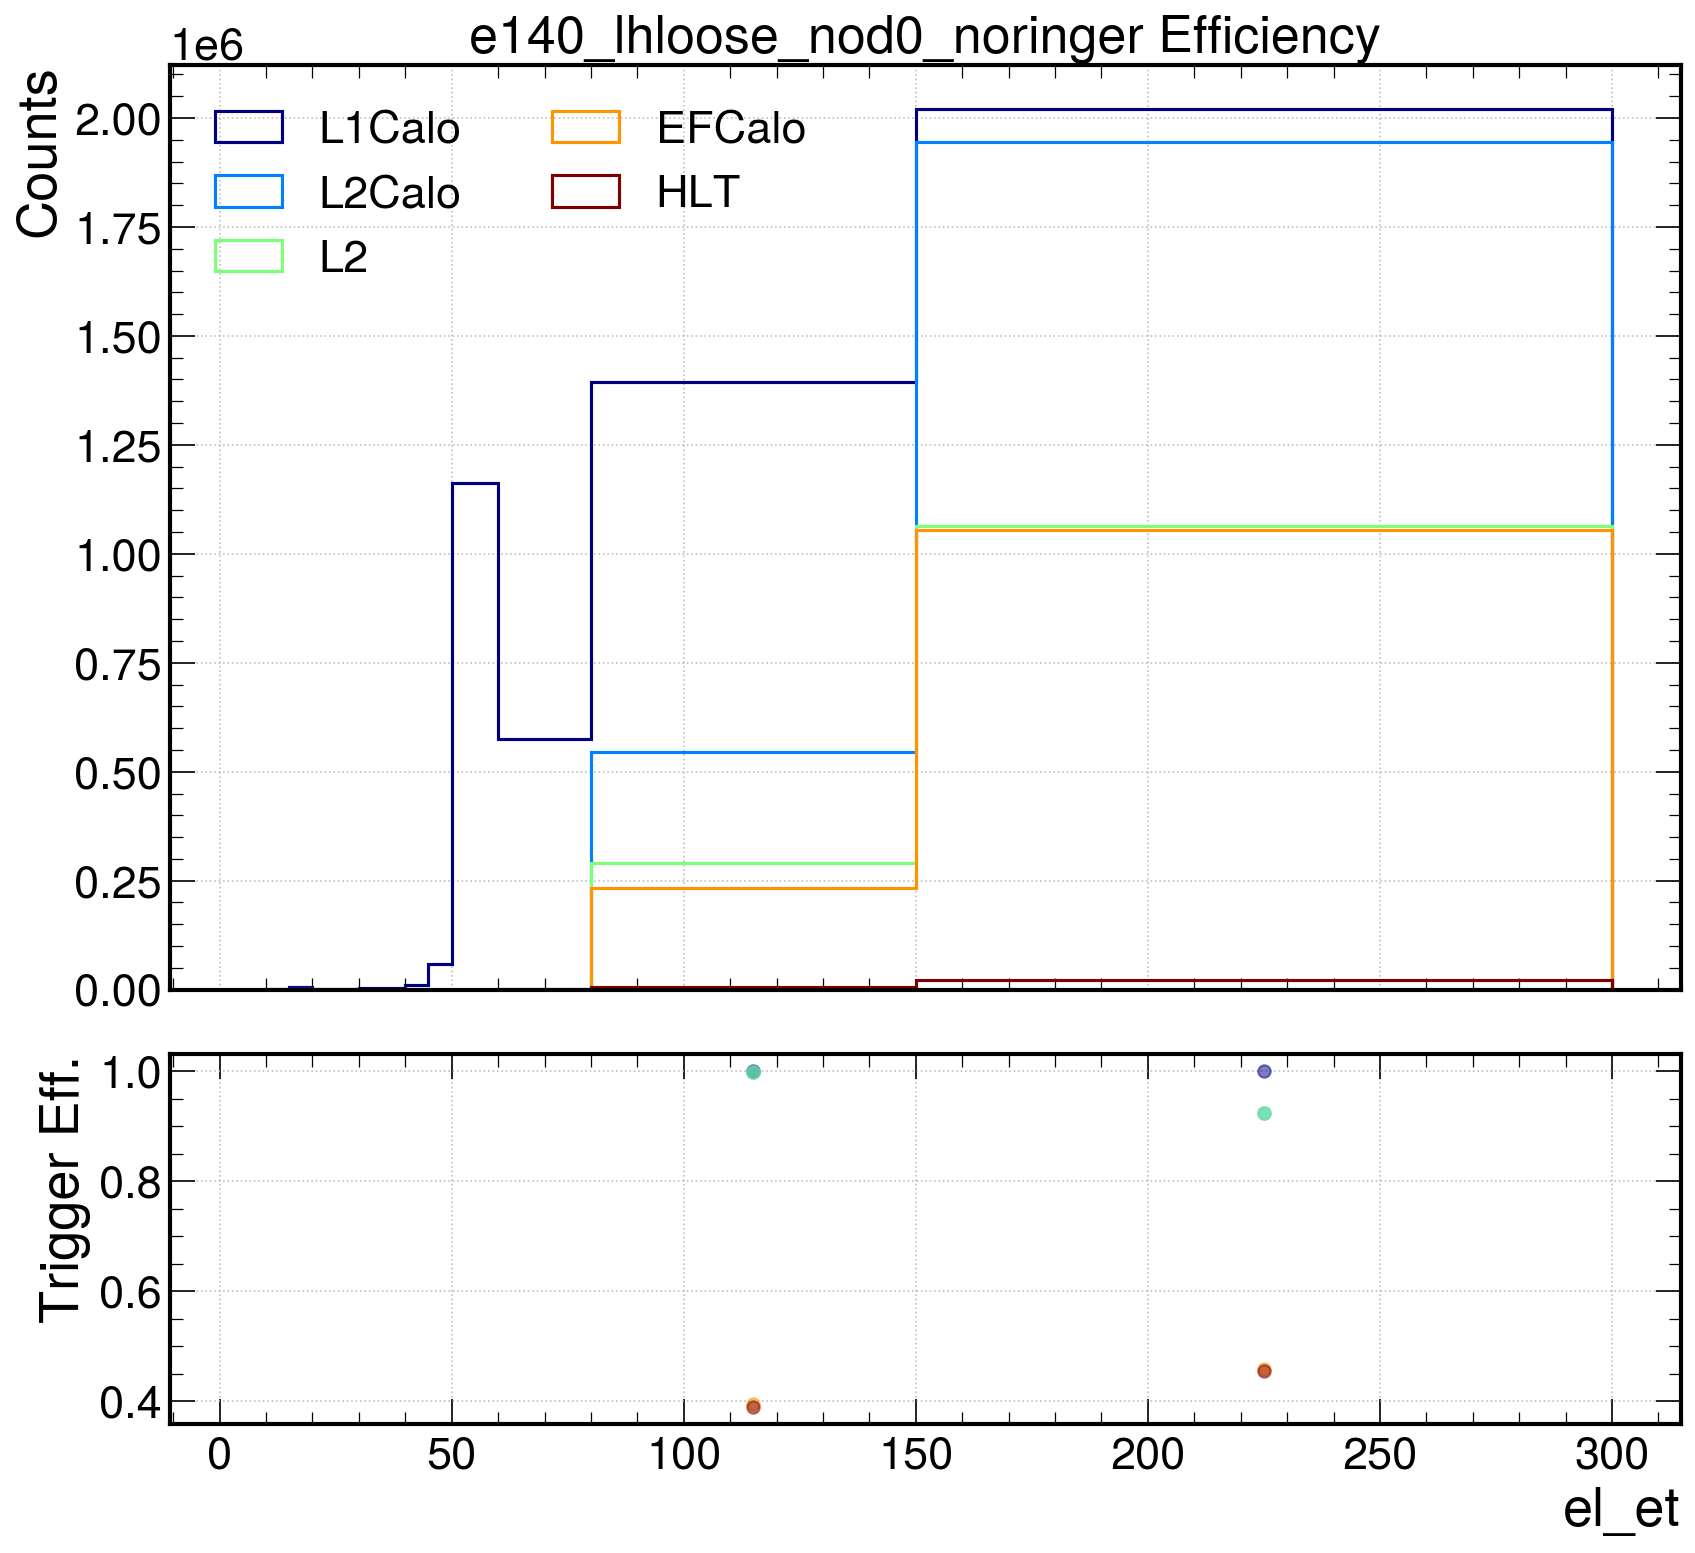 e140_lhloose_nod0_noringer Efficiency
1e6
Counts
2.00
1.75
1.50
1.25
1.00
0.75
0.50
0.25
0.00
L1Calo
L2Calo
L2
EFCalo
HLT
Trigger Eff.
1.0
0.8
0.6
0.4
0 50 100 150 200 250 300
el_et